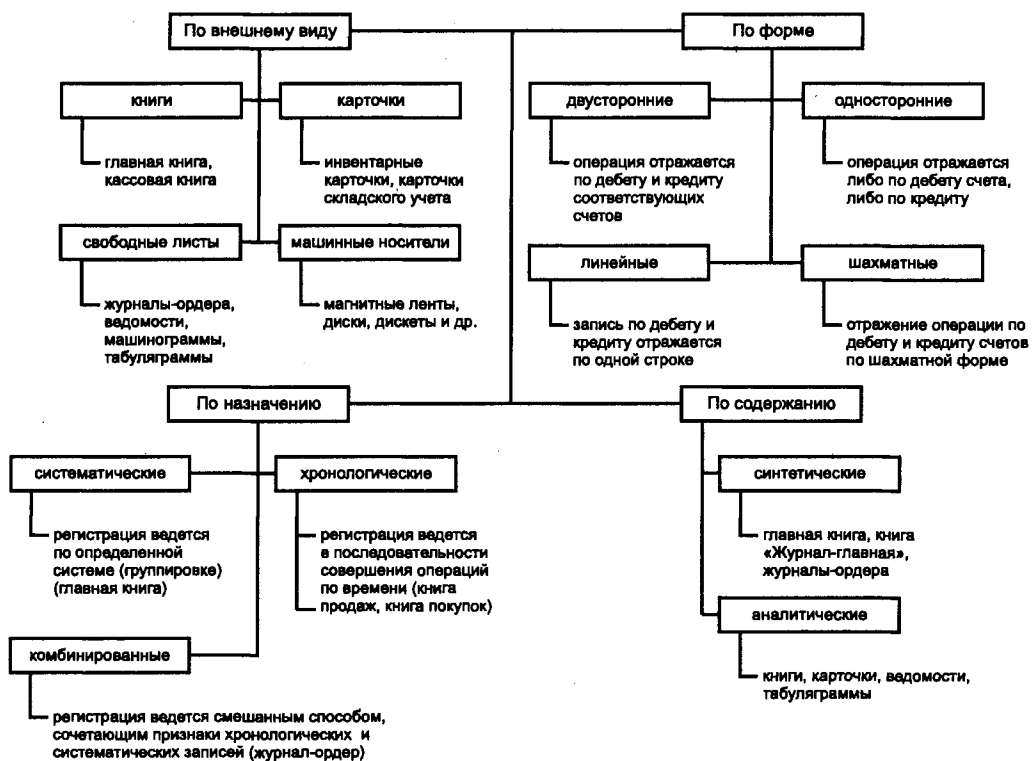 По внешнему виду
По форме
книги
карточки
двусторонние
односторонние
главная книга,
кассовая книга
инвентарные
карточки, карточки
складского учета
операция отражается
по дебету и кредиту
соответствующих
счетов
операция отражается
либо по дебету счета,
либо по кредиту
свободные листы
машинные носители
линейные
шахматные
журналы-ордера,
ведомости,
машинограммы,
табуляграммы
магнитные ленты,
диски, дискеты и др.
запись по дебету и
кредиту отражается
по одной строке
отражение операции по
дебету и кредиту счетов
по шахматной форме
По назначению
По содержанию
систематические
хронологические
синтетические
регистрация ведется
по определенной
системе (группировке)
(главная книга)
регистрация ведется
в последовательности
совершения операций
по времени (книга
продаж, книга покупок)
главная книга, книга
«Журнал-главная»,
журналы-ордера
аналитические
комбинированные
книги, карточки, ведомости,
табуляграммы
регистрация ведется смешанным способом,
сочетающим признаки хронологических и
систематических записей (журнал-ордер)